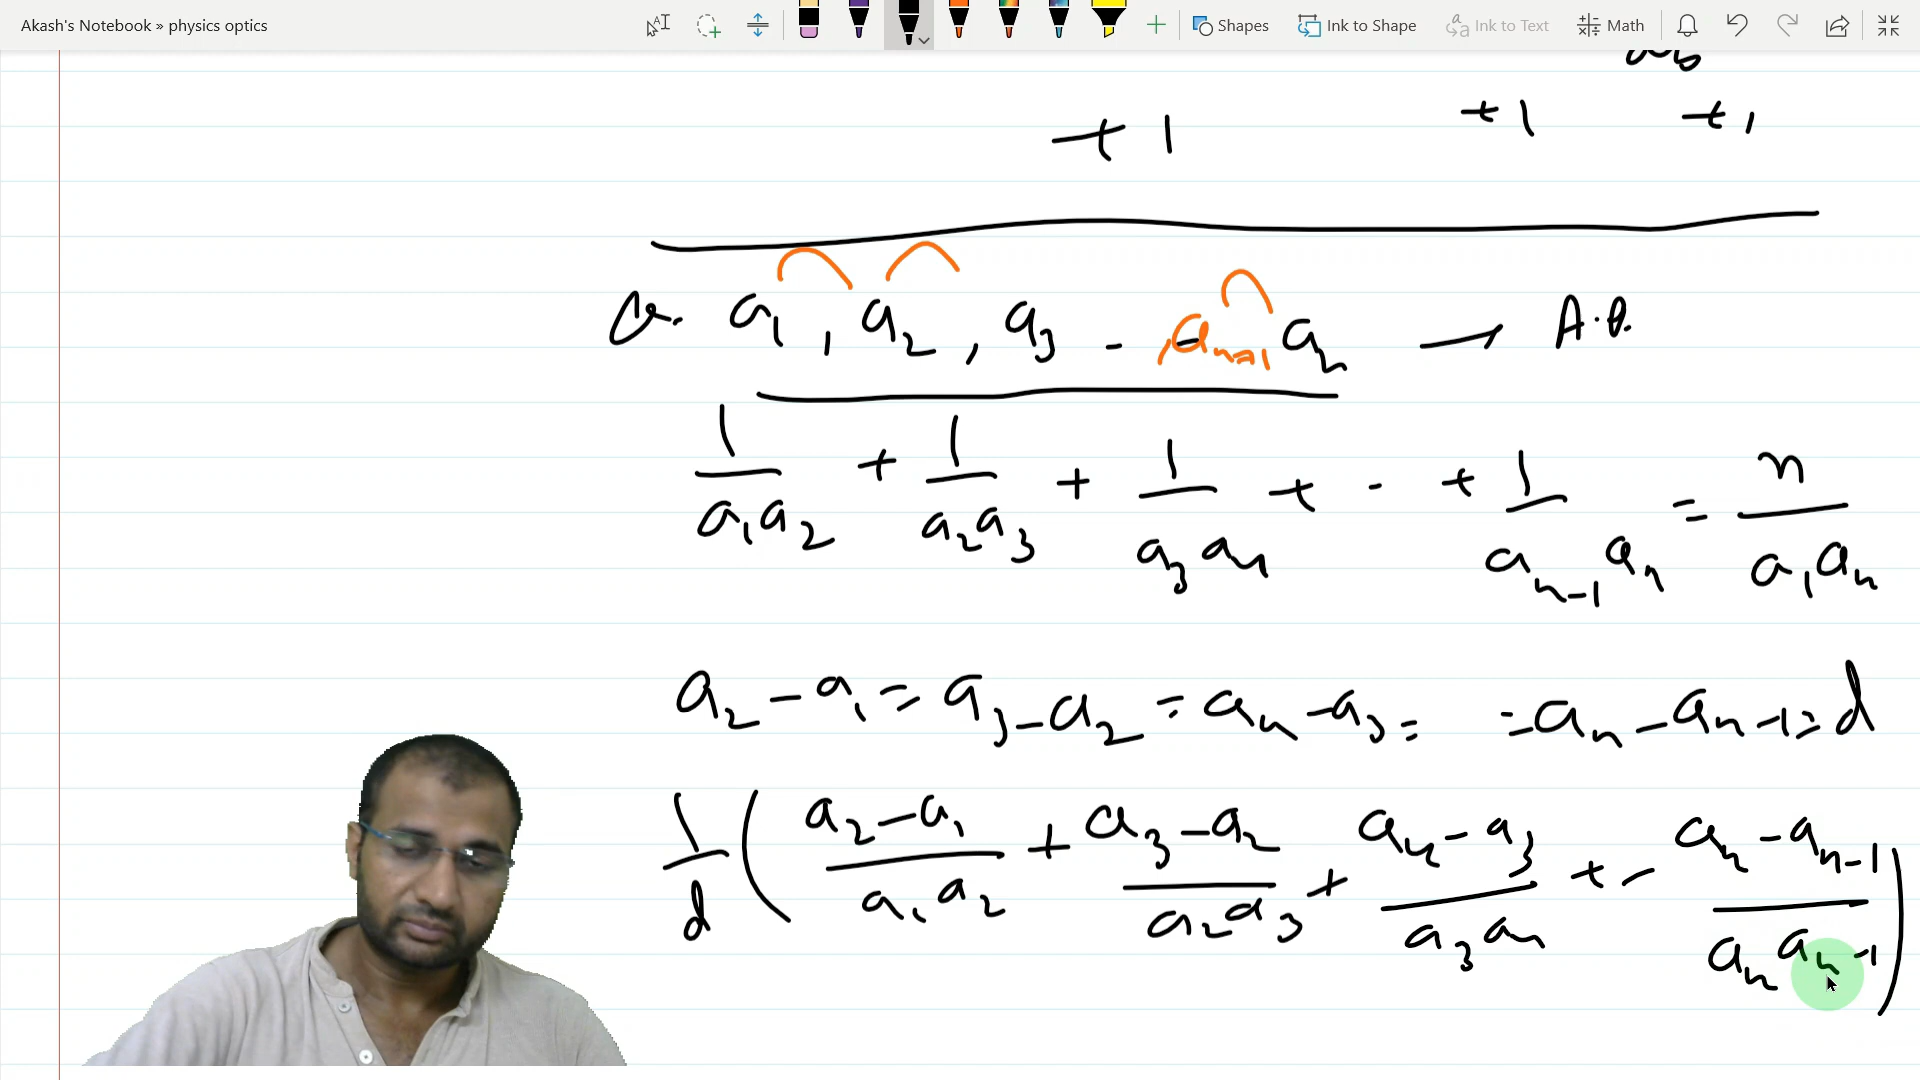 Akash's Notebook » physics optics
Shapes Ink to Shape Ink to Text Math
+1 +1 +1
Q. a₁, a₂, a₃ - , aₙ₋₁ aₙ → A.P.
1/(a₁a₂) + 1/(a₂a₃) + 1/(a₃a₄) + - + 1/(aₙ₋₁aₙ) = n/(a₁aₙ)
a₂ - a₁ = a₃ - a₂ = a₄ - a₃ = = aₙ - aₙ₋₁ = d
1/d ( (a₂ - a₁)/(a₁a₂) + (a₃ - a₂)/(a₂a₃) + (a₄ - a₃)/(a₃a₄) + - (aₙ - aₙ₋₁)/(aₙaₙ₋₁) )